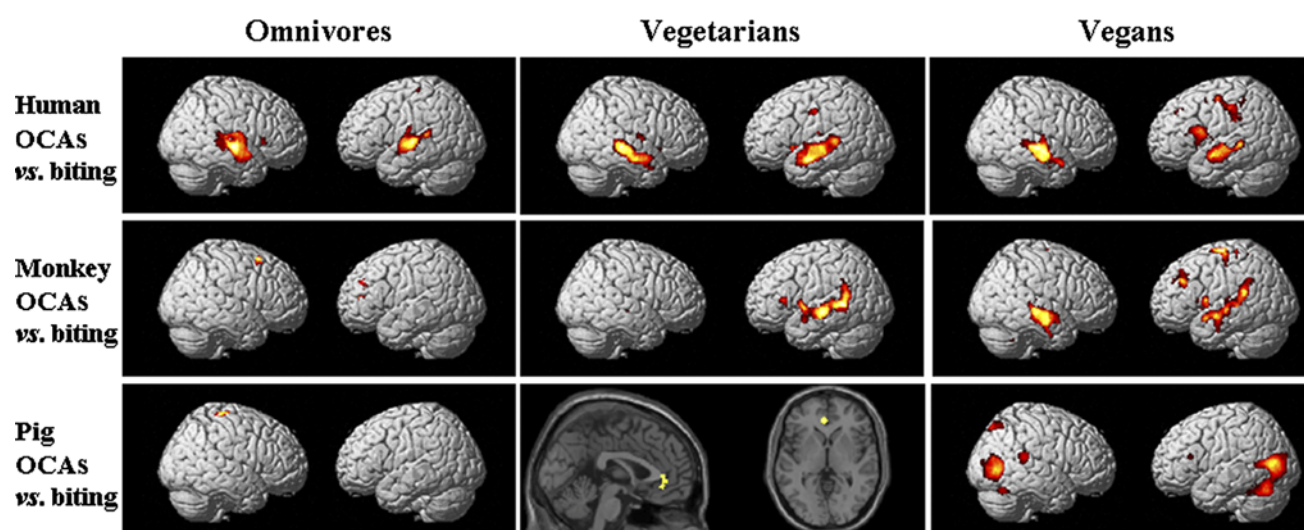 Omnivores Vegetarians Vegans
Human
OCAs
vs. biting
Monkey
OCAs
vs. biting
Pig
OCAs
vs. biting